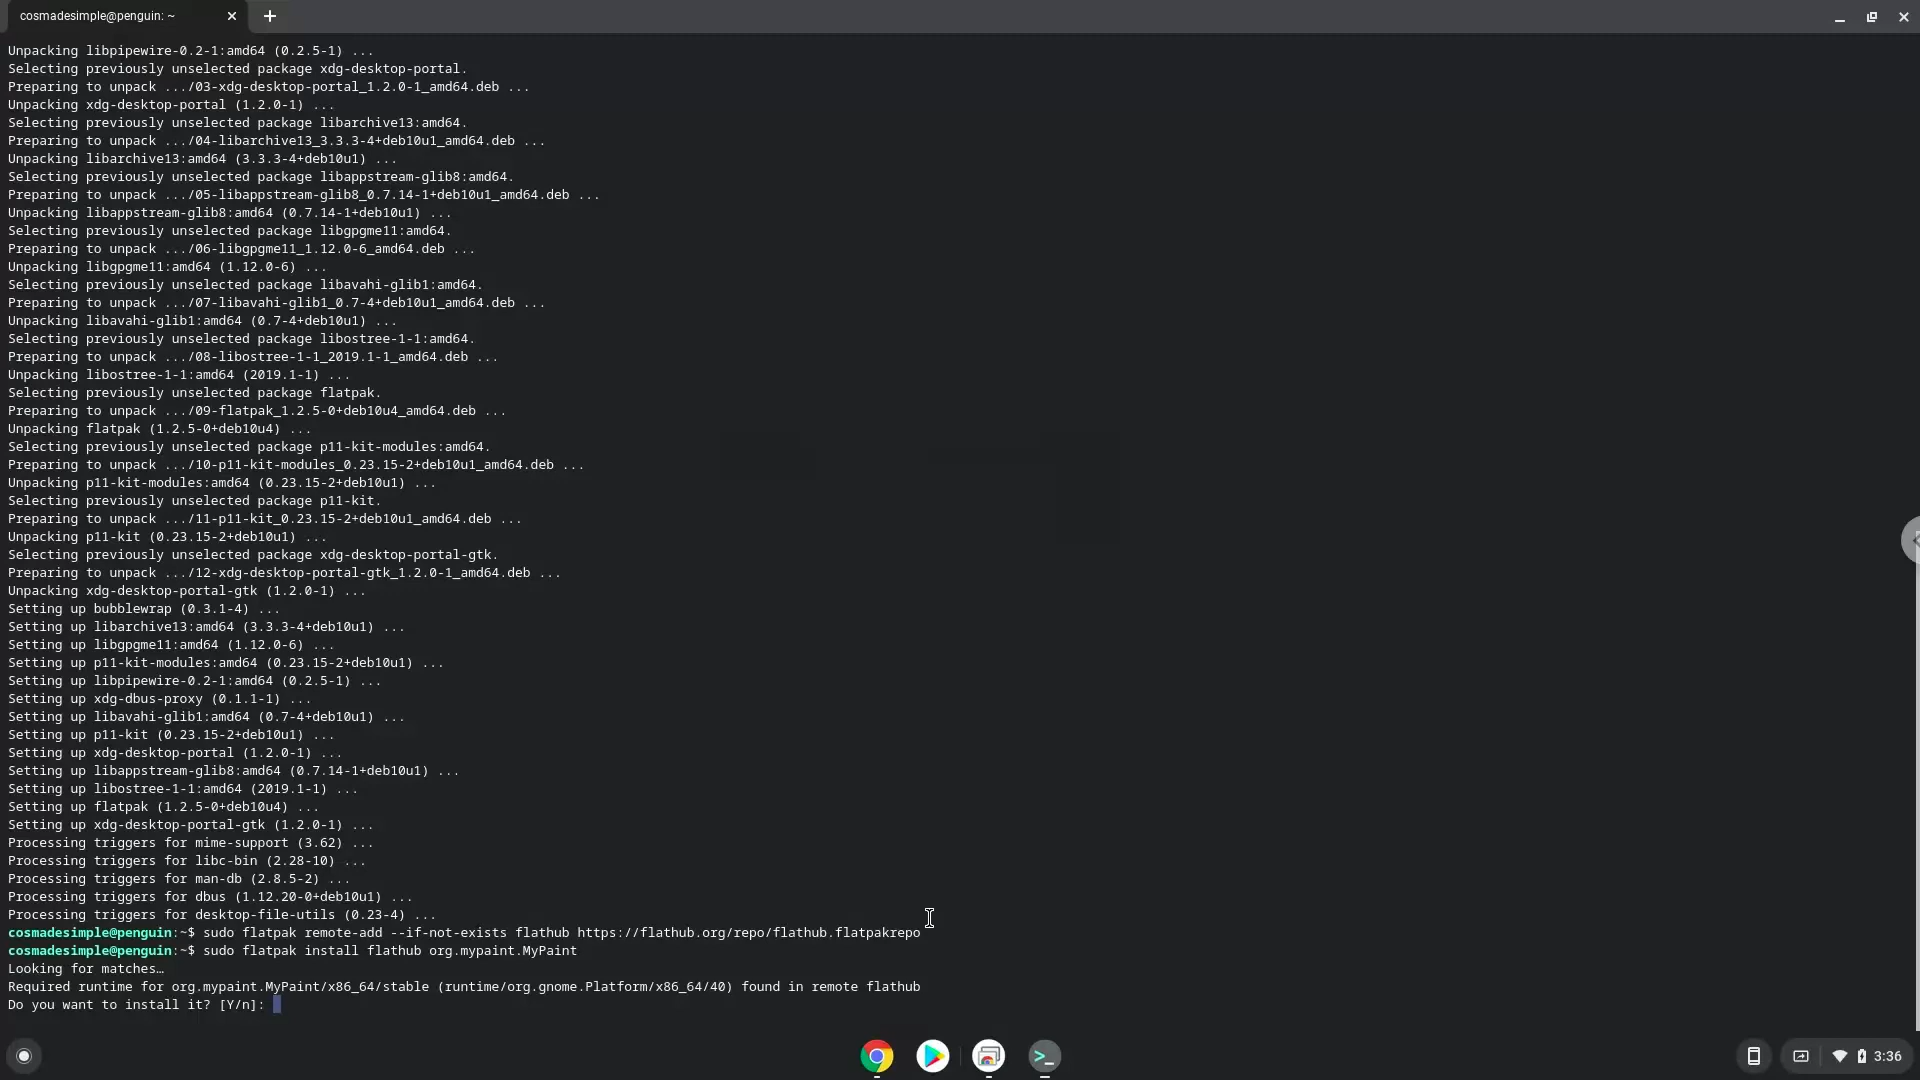 cosmadesimple@penguin: ~
Unpacking libpipewire-0.2-1:amd64 (0.2.5-1) ...
Selecting previously unselected package xdg-desktop-portal.
Preparing to unpack .../03-xdg-desktop-portal_1.2.0-1_amd64.deb ...
Unpacking xdg-desktop-portal (1.2.0-1) ...
Selecting previously unselected package libarchive13:amd64.
Preparing to unpack .../04-libarchive13_3.3.3-4+deb10u1_amd64.deb ...
Unpacking libarchive13:amd64 (3.3.3-4+deb10u1) ...
Selecting previously unselected package libappstream-glib8:amd64.
Preparing to unpack .../05-libappstream-glib8_0.7.14-1+deb10u1_amd64.deb ...
Unpacking libappstream-glib8:amd64 (0.7.14-1+deb10u1) ...
Selecting previously unselected package libgpgme11:amd64.
Preparing to unpack .../06-libgpgme11_1.12.0-6_amd64.deb ...
Unpacking libgpgme11:amd64 (1.12.0-6) ...
Selecting previously unselected package libavahi-glib1:amd64.
Preparing to unpack .../07-libavahi-glib1_0.7-4+deb10u1_amd64.deb ...
Unpacking libavahi-glib1:amd64 (0.7-4+deb10u1) ...
Selecting previously unselected package libostree-1-1:amd64.
Preparing to unpack .../08-libostree-1-1_2019.1-1_amd64.deb ...
Unpacking libostree-1-1:amd64 (2019.1-1) ...
Selecting previously unselected package flatpak.
Preparing to unpack .../09-flatpak_1.2.5-0+deb10u4_amd64.deb ...
Unpacking flatpak (1.2.5-0+deb10u4) ...
Selecting previously unselected package p11-kit-modules:amd64.
Preparing to unpack .../10-p11-kit-modules_0.23.15-2+deb10u1_amd64.deb ...
Unpacking p11-kit-modules:amd64 (0.23.15-2+deb10u1) ...
Selecting previously unselected package p11-kit.
Preparing to unpack .../11-p11-kit_0.23.15-2+deb10u1_amd64.deb ...
Unpacking p11-kit (0.23.15-2+deb10u1) ...
Selecting previously unselected package xdg-desktop-portal-gtk.
Preparing to unpack .../12-xdg-desktop-portal-gtk_1.2.0-1_amd64.deb ...
Unpacking xdg-desktop-portal-gtk (1.2.0-1) ...
Setting up bubblewrap (0.3.1-4) ...
Setting up libarchive13:amd64 (3.3.3-4+deb10u1) ...
Setting up libgpgme11:amd64 (1.12.0-6) ...
Setting up p11-kit-modules:amd64 (0.23.15-2+deb10u1) ...
Setting up libpipewire-0.2-1:amd64 (0.2.5-1) ...
Setting up xdg-dbus-proxy (0.1.1-1) ...
Setting up libavahi-glib1:amd64 (0.7-4+deb10u1) ...
Setting up p11-kit (0.23.15-2+deb10u1) ...
Setting up xdg-desktop-portal (1.2.0-1) ...
Setting up libappstream-glib8:amd64 (0.7.14-1+deb10u1) ...
Setting up libostree-1-1:amd64 (2019.1-1) ...
Setting up flatpak (1.2.5-0+deb10u4) ...
Setting up xdg-desktop-portal-gtk (1.2.0-1) ...
Processing triggers for mime-support (3.62) ...
Processing triggers for libc-bin (2.28-10) ...
Processing triggers for man-db (2.8.5-2) ...
Processing triggers for dbus (1.12.20-0+deb10u1) ...
Processing triggers for desktop-file-utils (0.23-4) ...
cosmadesimple@penguin:~$ sudo flatpak remote-add --if-not-exists flathub https://flathub.org/repo/flathub.flatpakrepo
cosmadesimple@penguin:~$ sudo flatpak install flathub org.mypaint.MyPaint
Looking for matches…
Required runtime for org.mypaint.MyPaint/x86_64/stable (runtime/org.gnome.Platform/x86_64/40) found in remote flathub
Do you want to install it? [Y/n]:
3:36